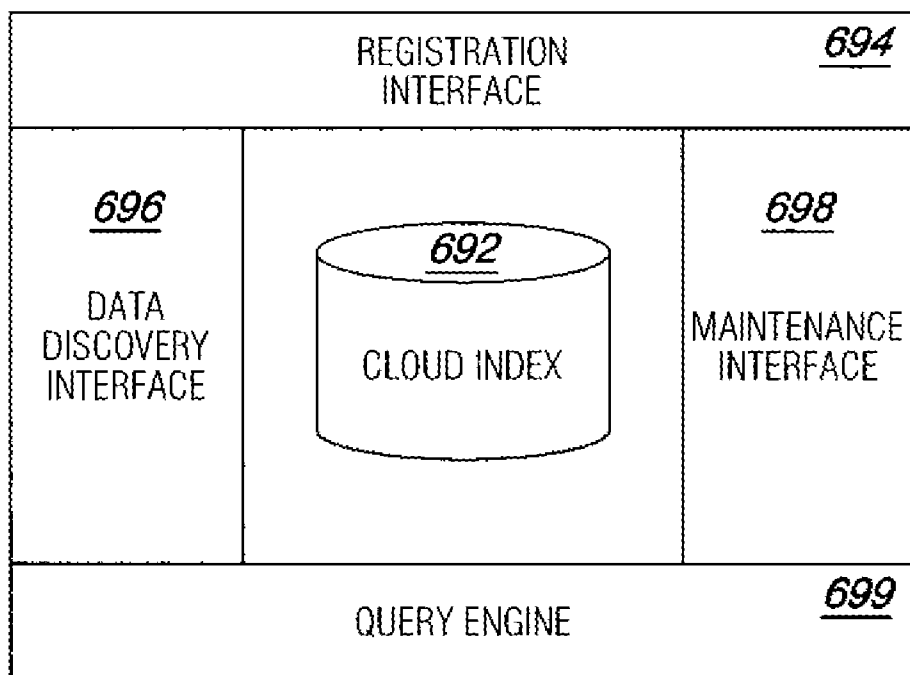 REGISTRATION
INTERFACE
694
696
DATA
DISCOVERY
INTERFACE
692
CLOUD INDEX
698
MAINTENANCE
INTERFACE
QUERY ENGINE
699